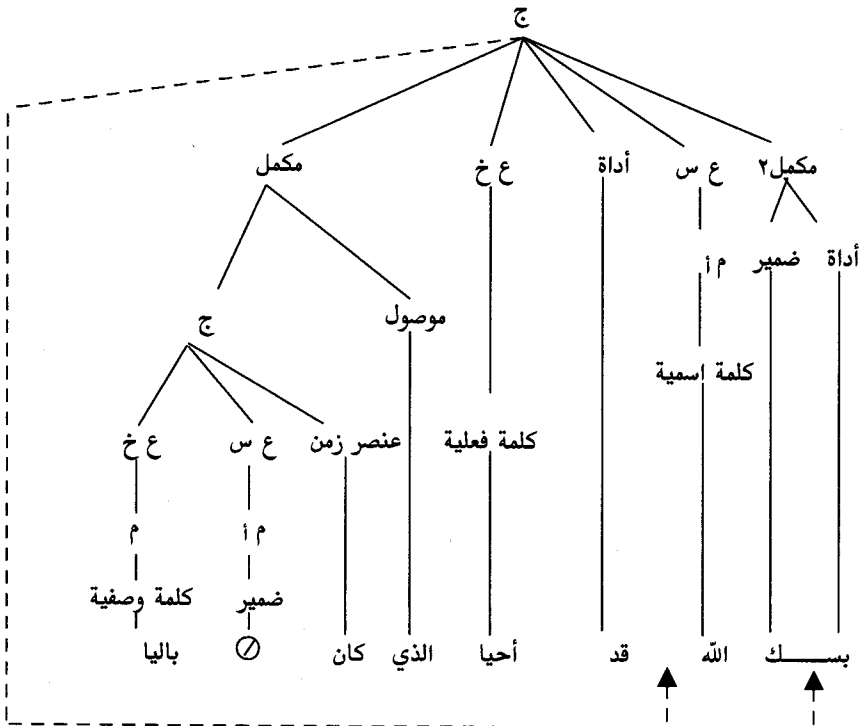 ج
مكمل٢ ع س أداة ع خ مكمل
أداة ضمير م أ موصول ج
كلمة اسمية
كلمة فعلية عنصر زمن ع س ع خ
م أ م
ضمير كلمة وصفية
بســـــك الله قد أحيا الذي كان ∅ باليا